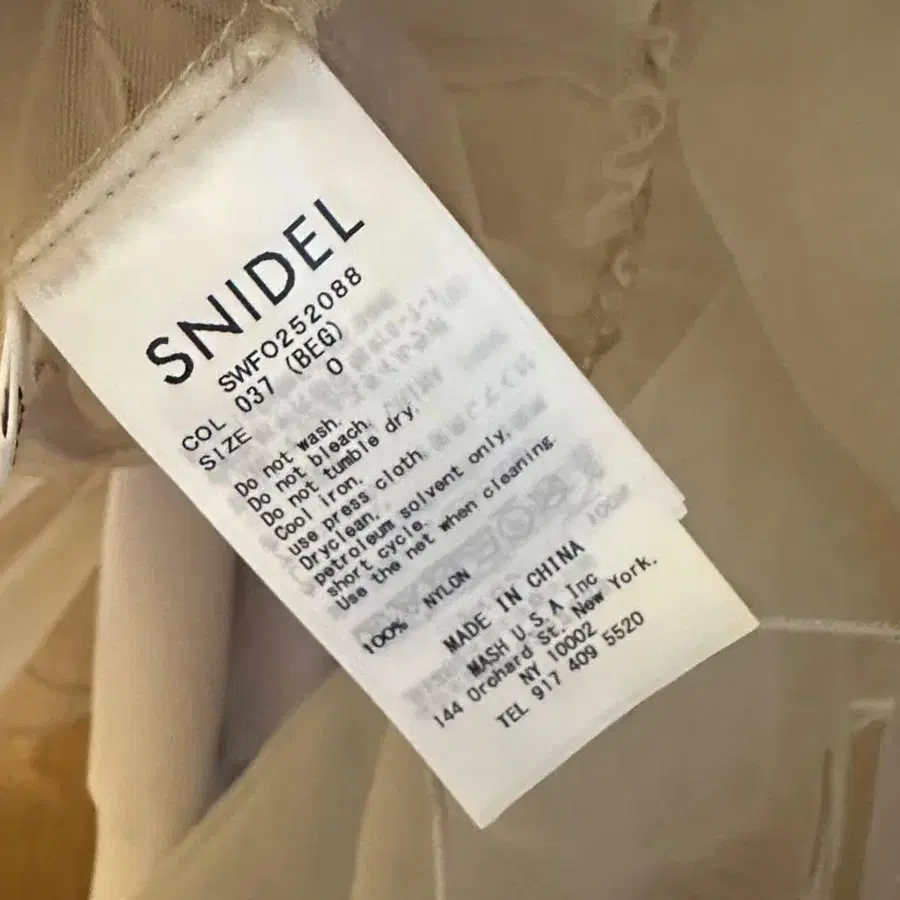 SNIDEL
SWFO252088
COL 037 (BEG)
SIZE 0
Do not wash.
Do not bleach.
Do not tumble dry.
Cool iron.
use press cloth
Dryclean.
petroleum solvent only.
short cycle.
Use the net when cleaning.
100% NYLON
MADE IN CHINA
MASH U.S.A Inc
144 Orchard St. New York.
NY 10002
TEL 917 409 5520